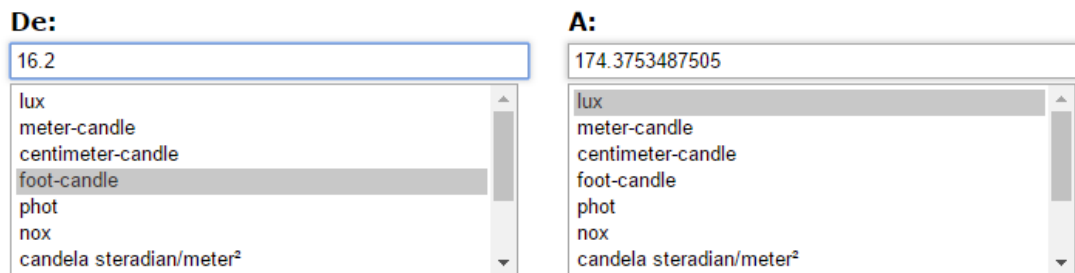 De:
16.2
lux
meter-candle
centimeter-candle
foot-candle
phot
nox
candela steradian/meter²
A:
174.3753487505
lux
meter-candle
centimeter-candle
foot-candle
phot
nox
candela steradian/meter²